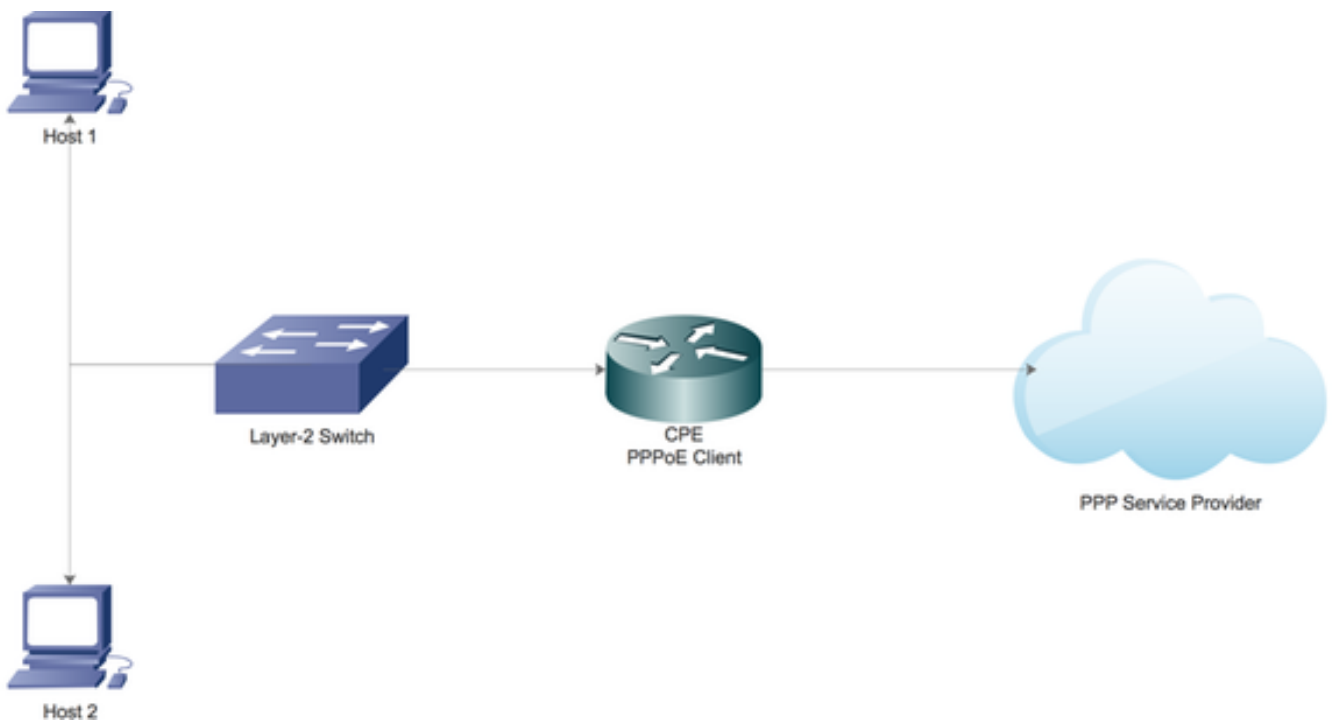 Host 1
Layer-2 Switch
CPE
PPPoE Client
PPP Service Provider
Host 2